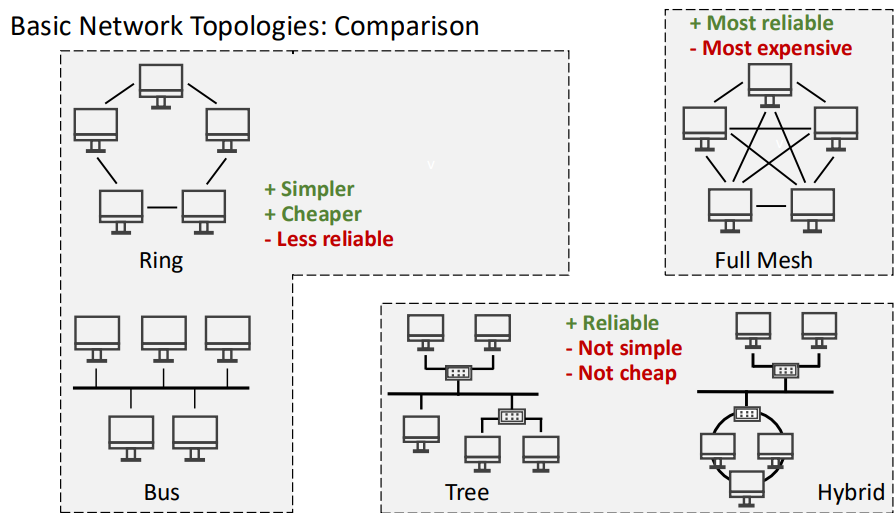 Basic Network Topologies: Comparison
+ Most reliable
- Most expensive
+ Simpler
+ Cheaper
- Less reliable
Ring
Full Mesh
+ Reliable
- Not simple
- Not cheap
Bus
Tree
Hybrid